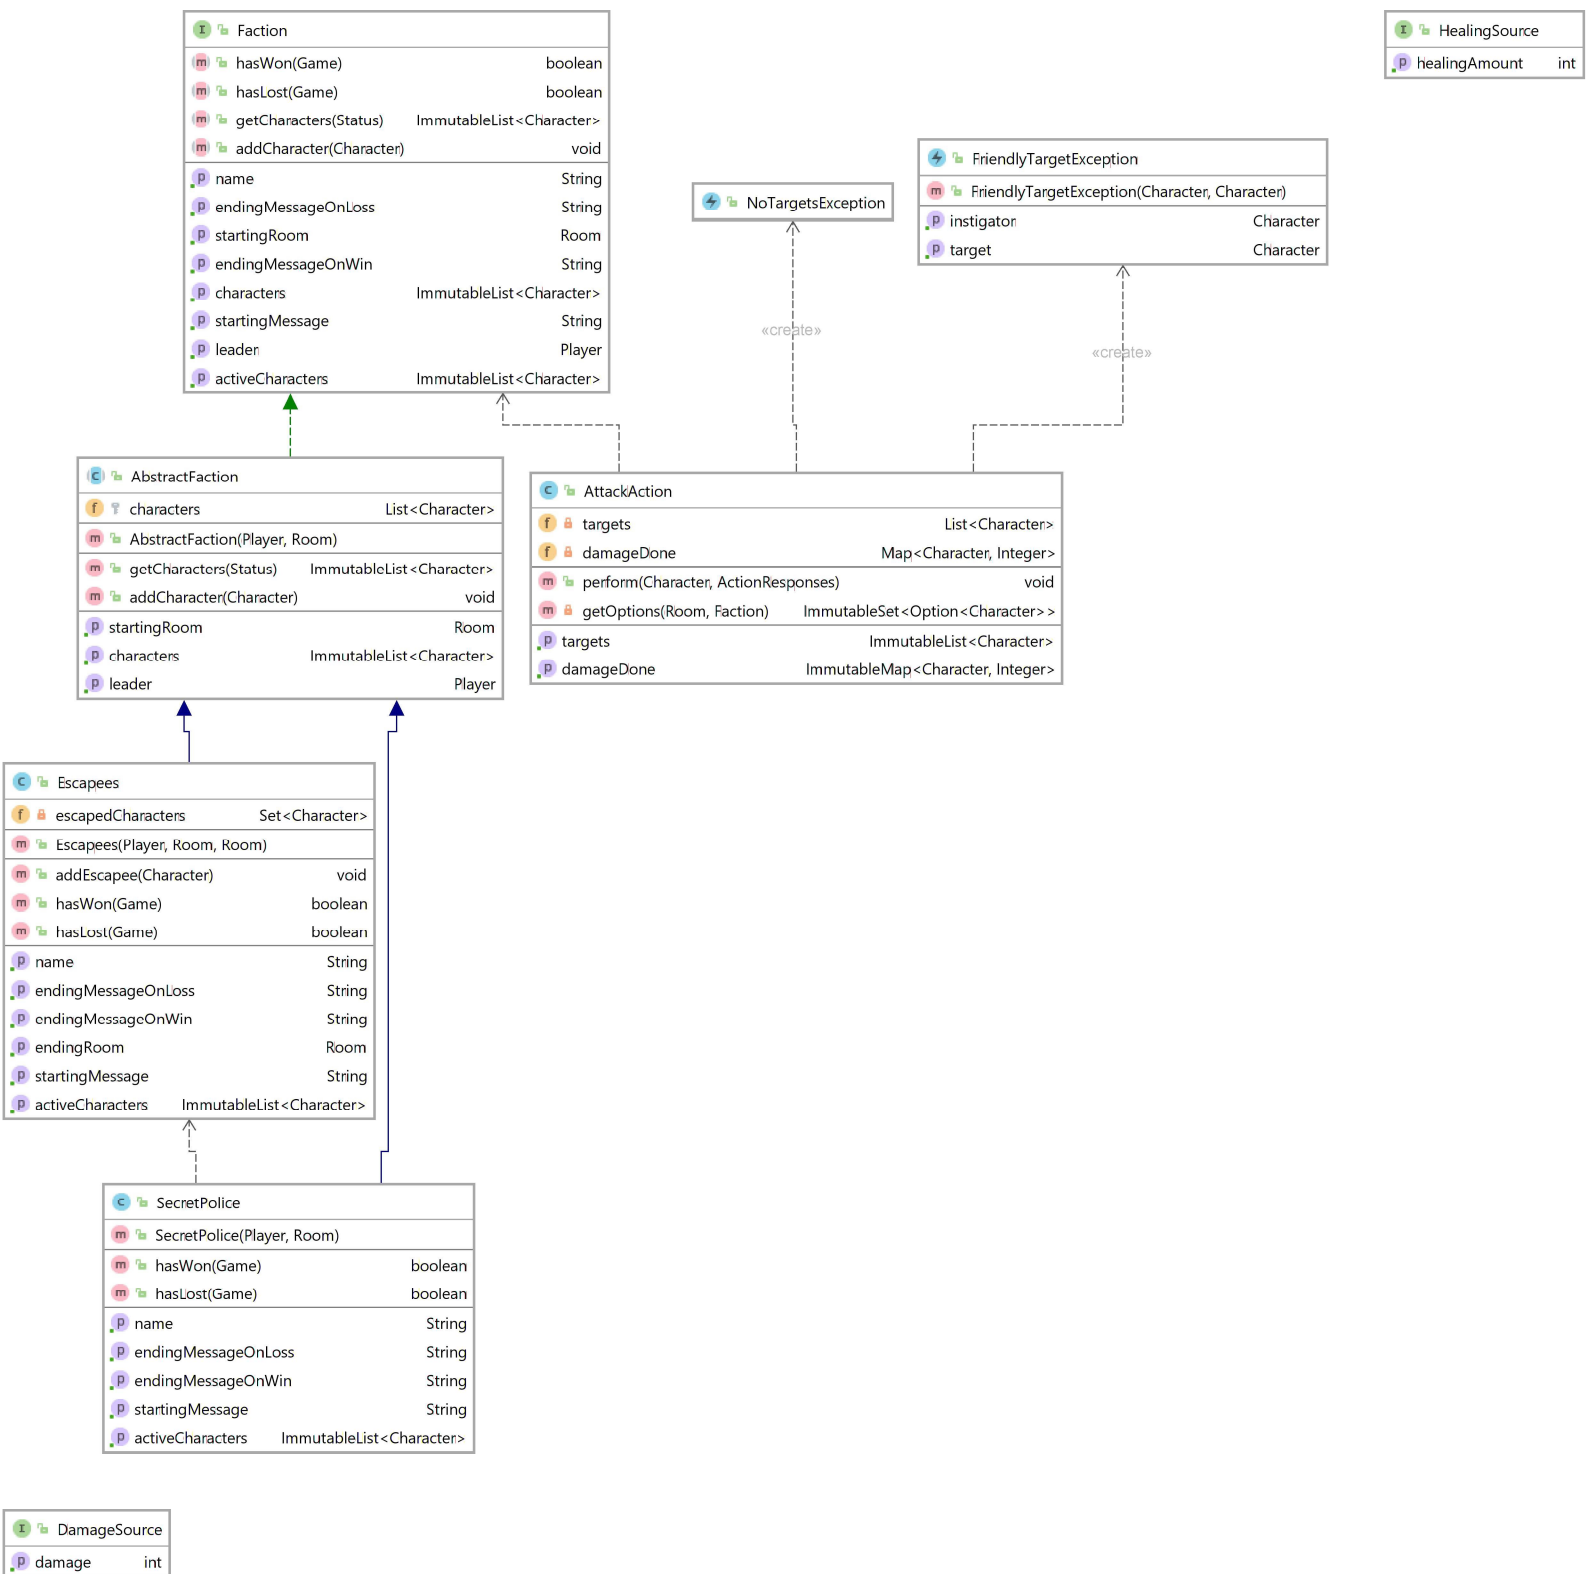 Faction
hasWon(Game) boolean
hasLost(Game) boolean
getCharacters(Status) ImmutableList<Character>
addCharacter(Character) void
name String
endingMessageOnLoss String
startingRoom Room
endingMessageOnWin String
characters ImmutableList<Character>
startingMessage String
leader Player
activeCharacters ImmutableList<Character>
HealingSource
healingAmount int
FriendlyTargetException
FriendlyTargetException(Character, Character)
instigator Character
target Character
NoTargetsException
«create»
«create»
AbstractFaction
characters List<Character>
AbstractFaction(Player, Room)
getCharacters(Status) ImmutableList<Character>
addCharacter(Character) void
startingRoom Room
characters ImmutableList<Character>
leader Player
AttackAction
targets List<Character>
damageDone Map<Character, Integer>
perform(Character, ActionResponses) void
getOptions(Room, Faction) ImmutableSet<Option<Character>>
targets ImmutableList<Character>
damageDone ImmutableMap<Character, Integer>
Escapees
escapedCharacters Set<Character>
Escapees(Player, Room, Room)
addEscapee(Character) void
hasWon(Game) boolean
hasLost(Game) boolean
name String
endingMessageOnLoss String
endingMessageOnWin String
endingRoom Room
startingMessage String
activeCharacters ImmutableList<Character>
SecretPolice
SecretPolice(Player, Room)
hasWon(Game) boolean
hasLost(Game) boolean
name String
endingMessageOnLoss String
endingMessageOnWin String
startingMessage String
activeCharacters ImmutableList<Character>
DamageSource
damage int